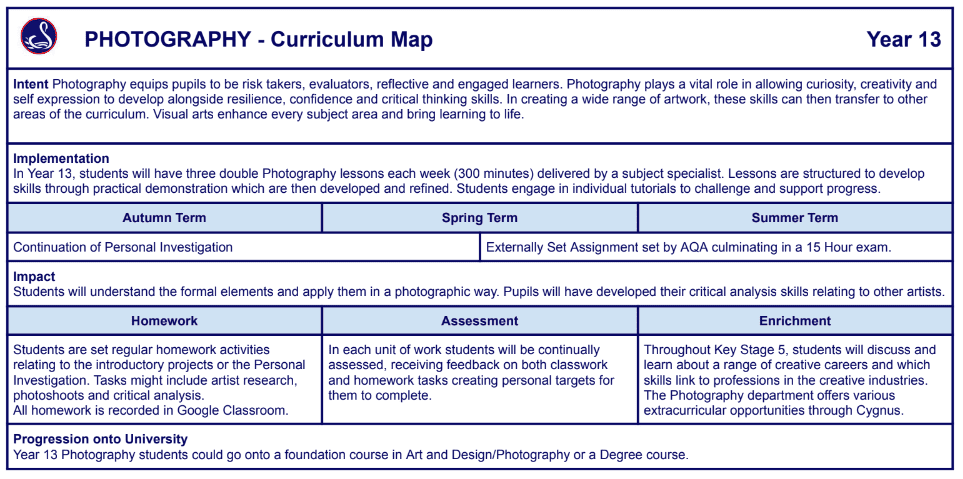 PHOTOGRAPHY - Curriculum Map
Year 13
Intent Photography equips pupils to be risk takers, evaluators, reflective and engaged learners. Photography plays a vital role in allowing curiosity, creativity and
self expression to develop alongside resilience, confidence and critical thinking skills. In creating a wide range of artwork, these skills can then transfer to other
areas of the curriculum. Visual arts enhance every subject area and bring learning to life.
Implementation
In Year 13, students will have three double Photography lessons each week (300 minutes) delivered by a subject specialist. Lessons are structured to develop
skills through practical demonstration which are then developed and refined. Students engage in individual tutorials to challenge and support progress.
Autumn Term
Spring Term
Summer Term
Continuation of Personal Investigation
Externally Set Assignment set by AQA culminating in a 15 Hour exam.
Impact
Students will understand the formal elements and apply them in a photographic way. Pupils will have developed their critical analysis skills relating to other artists.
Homework
Assessment
Enrichment
Students are set regular homework activities
relating to the introductory projects or the Personal
Investigation. Tasks might include artist research,
photoshoots and critical analysis.
All homework is recorded in Google Classroom.
In each unit of work students will be continually
assessed, receiving feedback on both classwork
and homework tasks creating personal targets for
them to complete.
Throughout Key Stage 5, students will discuss and
learn about a range of creative careers and which
skills link to professions in the creative industries.
The Photography department offers various
extracurricular opportunities through Cygnus.
Progression onto University
Year 13 Photography students could go onto a foundation course in Art and Design/Photography or a Degree course.